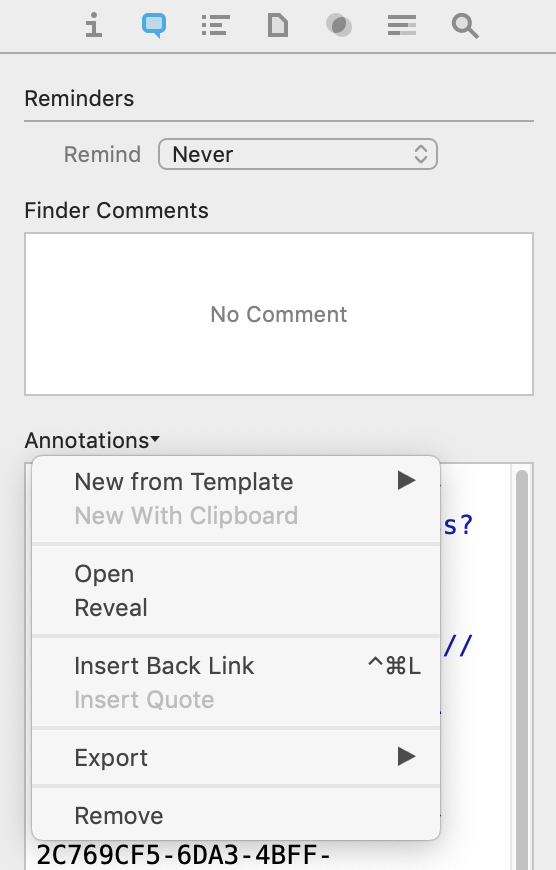 Reminders
Remind Never
Finder Comments
No Comment
Annotations
New from Template
New With Clipboard
s?
Open
Reveal
//
Insert Back Link ^⌘L
Insert Quote
Export
Remove
2C769CF5-6DA3-4BFF-